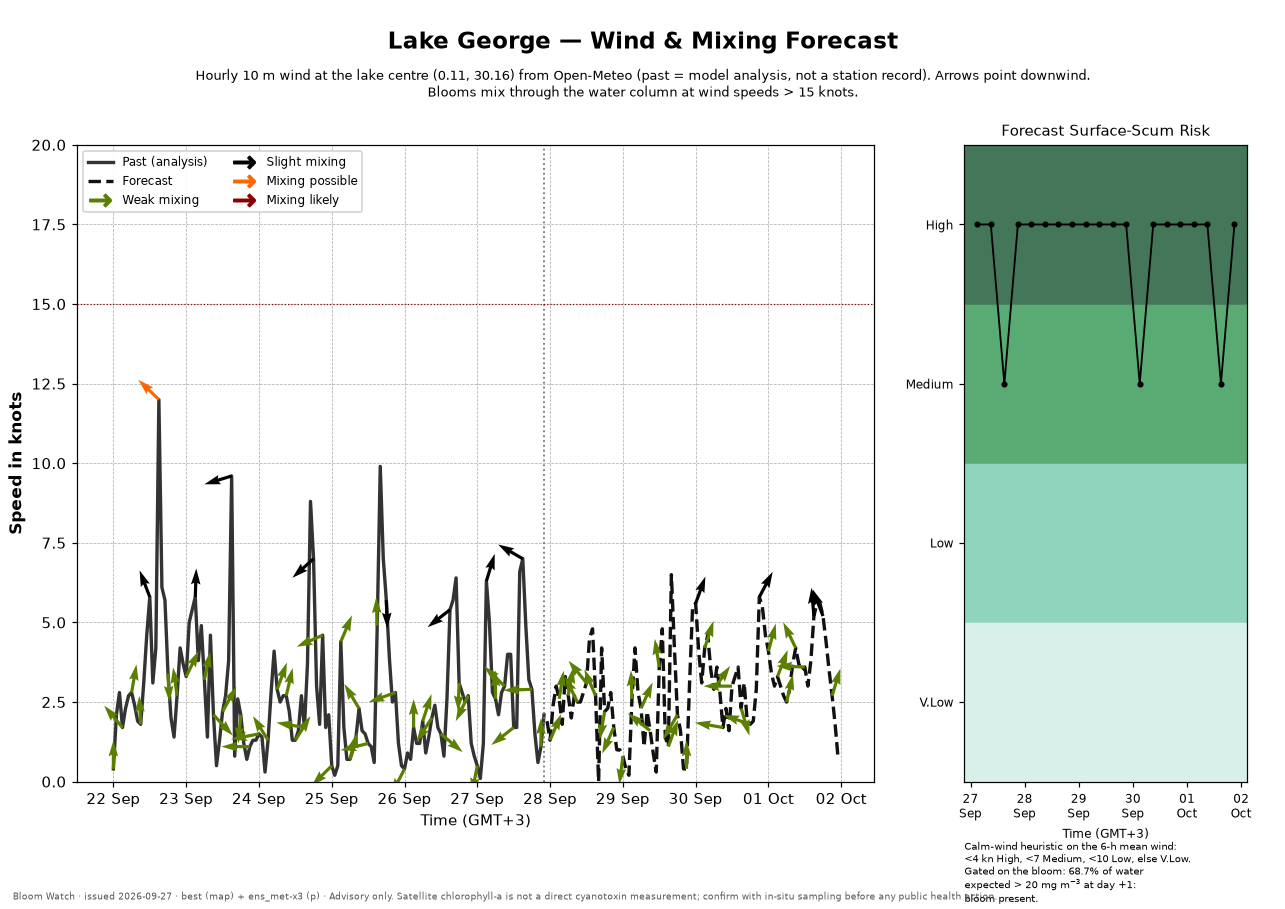 Lake George — Wind & Mixing Forecast
Hourly 10 m wind at the lake centre (0.11, 30.16) from Open-Meteo (past = model analysis, not a station record). Arrows point downwind.
Blooms mix through the water column at wind speeds > 15 knots.
Past (analysis)
Forecast
Weak mixing
Slight mixing
Mixing possible
Mixing likely
Speed in knots
20.0
17.5
15.0
12.5
10.0
7.5
5.0
2.5
0.0
22 Sep 23 Sep 24 Sep 25 Sep 26 Sep 27 Sep 28 Sep 29 Sep 30 Sep 01 Oct 02 Oct
Time (GMT+3)
Forecast Surface-Scum Risk
High
Medium
Low
V.Low
27 28 29 30 01 02
Sep Sep Sep Sep Oct Oct
Time (GMT+3)
Calm-wind heuristic on the 6-h mean wind:
<4 kn High, <7 Medium, <10 Low, else V.Low.
Gated on the bloom: 68.7% of water
expected > 20 mg m⁻³ at day +1:
bloom present.
Bloom Watch · issued 2026-09-27 · best (map) + ens_met-x3 (p) · Advisory only. Satellite chlorophyll-a is not a direct cyanotoxin measurement; confirm with in-situ sampling before any public health action.